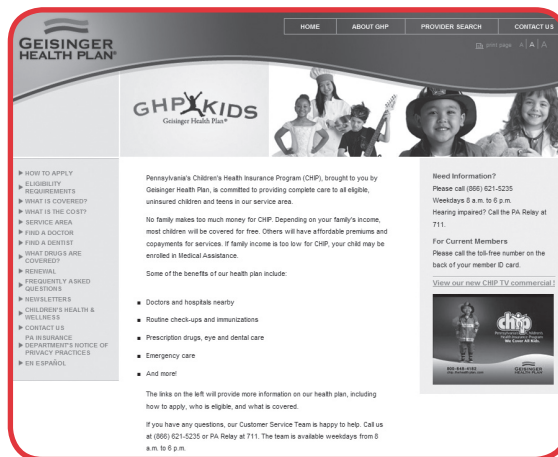 HOME ABOUT GHP PROVIDER SEARCH CONTACT US
print page A A A
GEISINGER
HEALTH PLAN®
GHP KIDS
Geisinger Health Plan®
HOW TO APPLY
ELIGIBILITY
REQUIREMENTS
WHAT IS COVERED?
WHAT IS THE COST?
SERVICE AREA
FIND A DOCTOR
FIND A DENTIST
WHAT DRUGS ARE
COVERED?
RENEWAL
FREQUENTLY ASKED
QUESTIONS
NEWSLETTERS
CHILDREN'S HEALTH &
WELLNESS
CONTACT US
PA INSURANCE
DEPARTMENT'S NOTICE OF
PRIVACY PRACTICES
EN ESPAÑOL
Pennsylvania's Children's Health Insurance Program (CHIP), brought to you by
Geisinger Health Plan, is committed to providing complete care to all eligible,
uninsured children and teens in our service area.
No family makes too much money for CHIP. Depending on your family's income,
most children will be covered for free. Others will have affordable premiums and
copayments for services. If family income is too low for CHIP, your child may be
enrolled in Medical Assistance.
Some of the benefits of our health plan include:
Doctors and hospitals nearby
Routine check-ups and immunizations
Prescription drugs, eye and dental care
Emergency care
And more!
The links on the left will provide more information on our health plan, including
how to apply, who is eligible, and what is covered.
If you have any questions, our Customer Service Team is happy to help. Call us
at (866) 621-5235 or PA Relay at 711. The team is available weekdays from 8
a.m. to 6 p.m.
Need Information?
Please call (866) 621-5235
Weekdays 8 a.m. to 6 p.m.
Hearing impaired? Call the PA Relay at
711.
For Current Members
Please call the toll-free number on the
back of your member ID card.
View our new CHIP TV commercial!
chip
We Cover All Kids.
GEISINGER